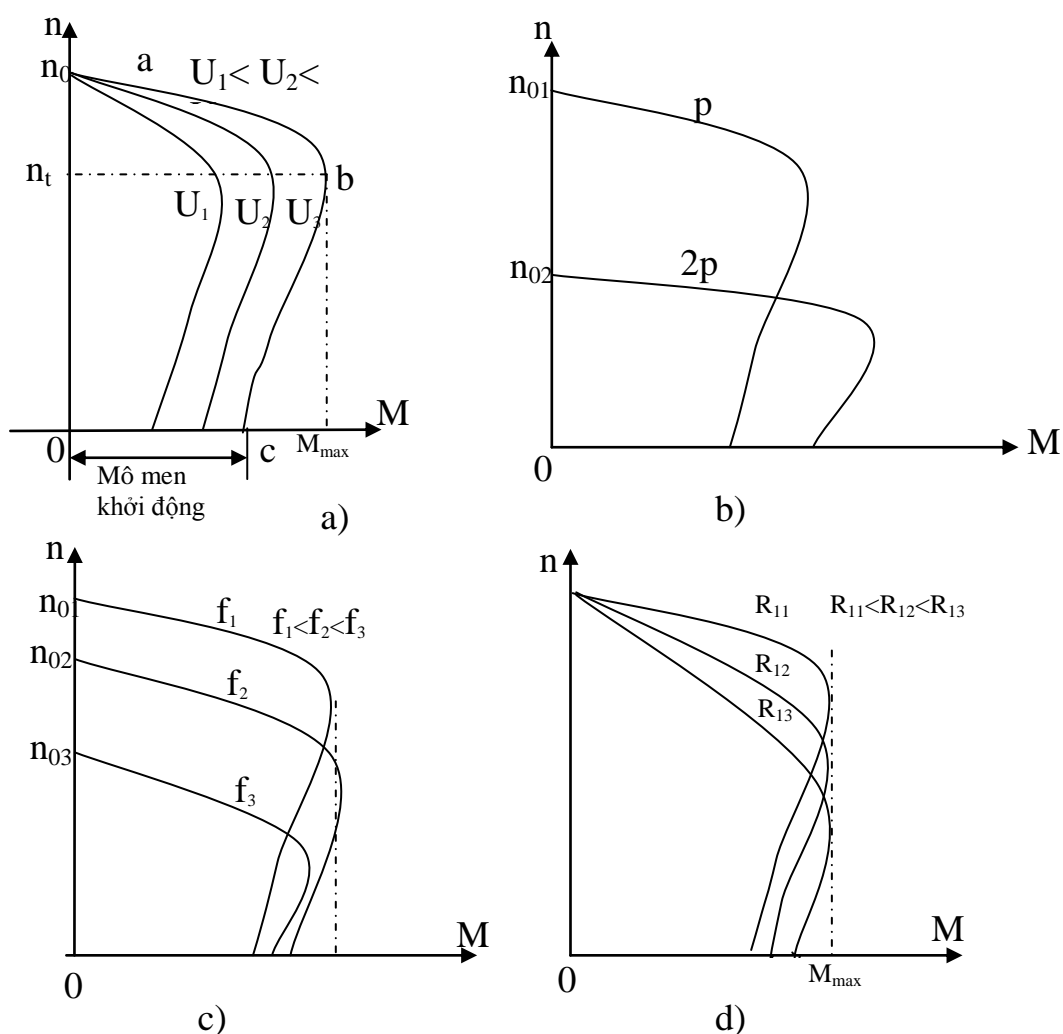 n
n₀
a
U₁< U₂<
nₜ
b
U₁ U₂ U₃
M
0
c
Mₘₐₓ
Mô men
khởi động
a)
n
n₀₁
p
n₀₂
2p
M
0
b)
n
n₀₁
f₁ f₁<f₂<f₃
n₀₂
f₂
n₀₃
f₃
M
0
c)
n
R₁₁ R₁₁<R₁₂<R₁₃
R₁₂
R₁₃
M
0
Mₘₐₓ
d)